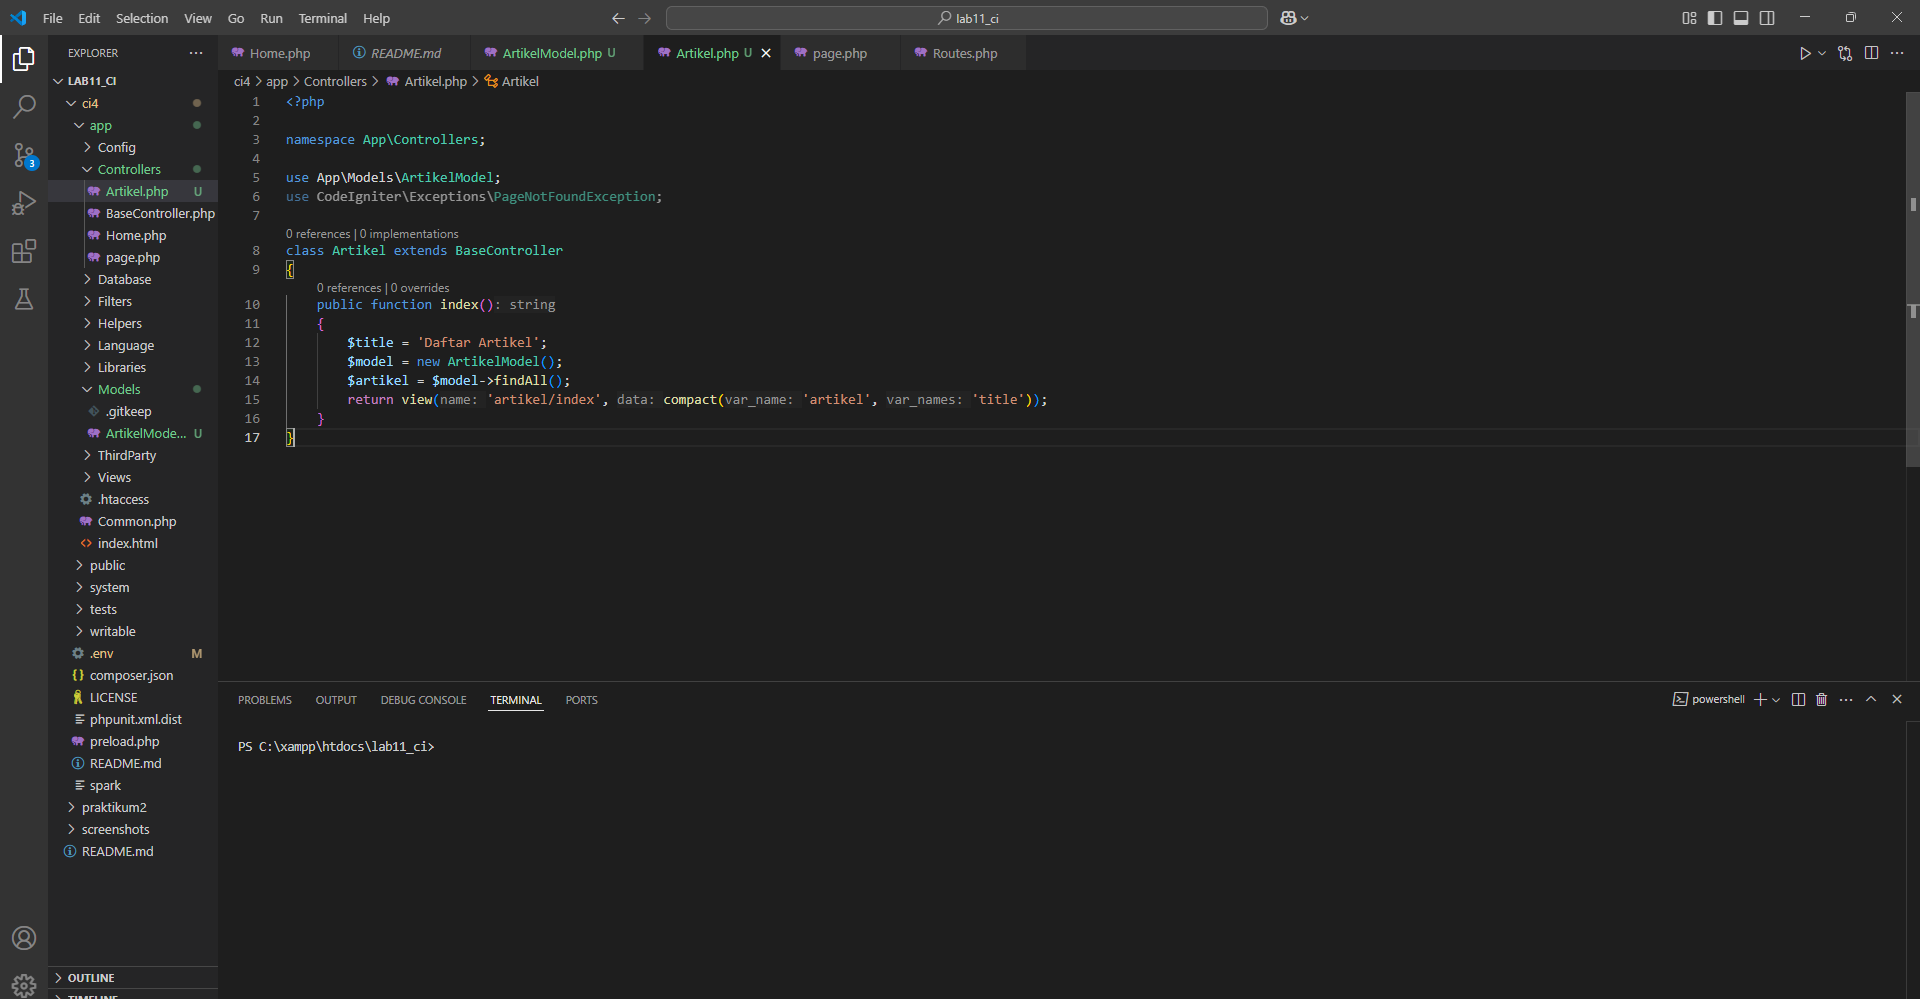 File Edit Selection View Go Run Terminal Help
lab11_ci
EXPLORER
LAB11_CI
ci4
app
Config
Controllers
Artikel.php U
BaseController.php
Home.php
page.php
Database
Filters
Helpers
Language
Libraries
Models
.gitkeep
ArtikelMode... U
ThirdParty
Views
.htaccess
Common.php
index.html
public
system
tests
writable
.env M
composer.json
LICENSE
phpunit.xml.dist
preload.php
README.md
spark
praktikum2
screenshots
README.md
OUTLINE
TIMELINE
3
Home.php README.md ArtikelModel.php U Artikel.php U page.php Routes.php
ci4 > app > Controllers > Artikel.php > Artikel
1 <?php
2
3 namespace App\Controllers;
4
5 use App\Models\ArtikelModel;
6 use CodeIgniter\Exceptions\PageNotFoundException;
7
0 references | 0 implementations
8 class Artikel extends BaseController
9 {
0 references | 0 overrides
10 public function index(): string
11 {
12 $title = 'Daftar Artikel';
13 $model = new ArtikelModel();
14 $artikel = $model->findAll();
15 return view(name: 'artikel/index', data: compact(var_name: 'artikel', var_names: 'title'));
16 }
17 }
PROBLEMS OUTPUT DEBUG CONSOLE TERMINAL PORTS
powershell
PS C:\xampp\htdocs\lab11_ci>